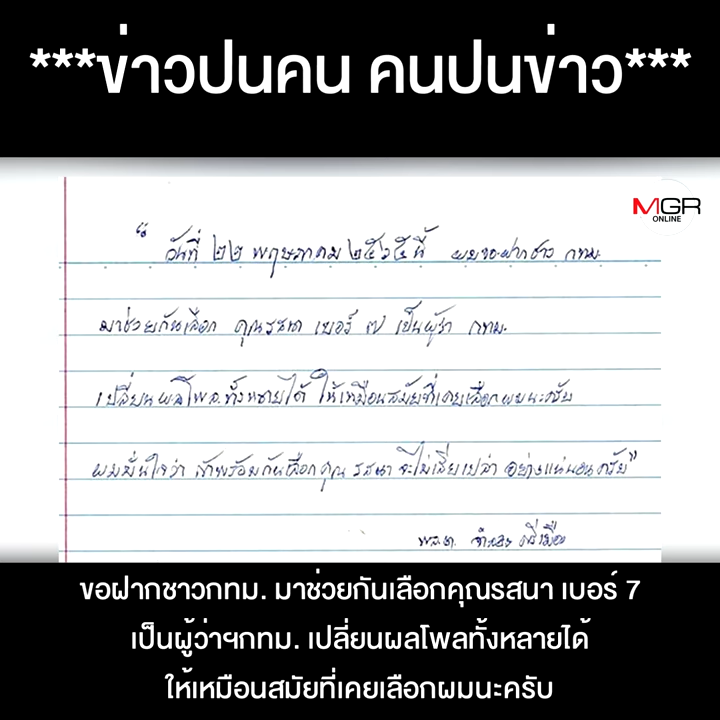 ***ข่าวปนคน คนปนข่าว***
MGR
ONLINE
"วันที่ ๒๒ พฤษภาคม ๒๕๖๕นี้ ผมขอฝากชาว กทม.
มาช่วยกันเลือก คุณรสนา เบอร์ ๗ เป็นผู้ว่า กทม.
เปลี่ยนผลโพลทั้งหลายได้ ให้เหมือนสมัยที่เคยเลือกผมนะครับ
ผมมั่นใจว่า ถ้าพร้อมกันเลือกคุณ รสนา จะไม่เสียเปล่า อย่างแน่นอนครับ"
พล.ต. จำลอง ศรีเมือง
ขอฝากชาวกทม. มาช่วยกันเลือกคุณรสนา เบอร์ 7
เป็นผู้ว่าฯกทม. เปลี่ยนผลโพลทั้งหลายได้
ให้เหมือนสมัยที่เคยเลือกผมนะครับ